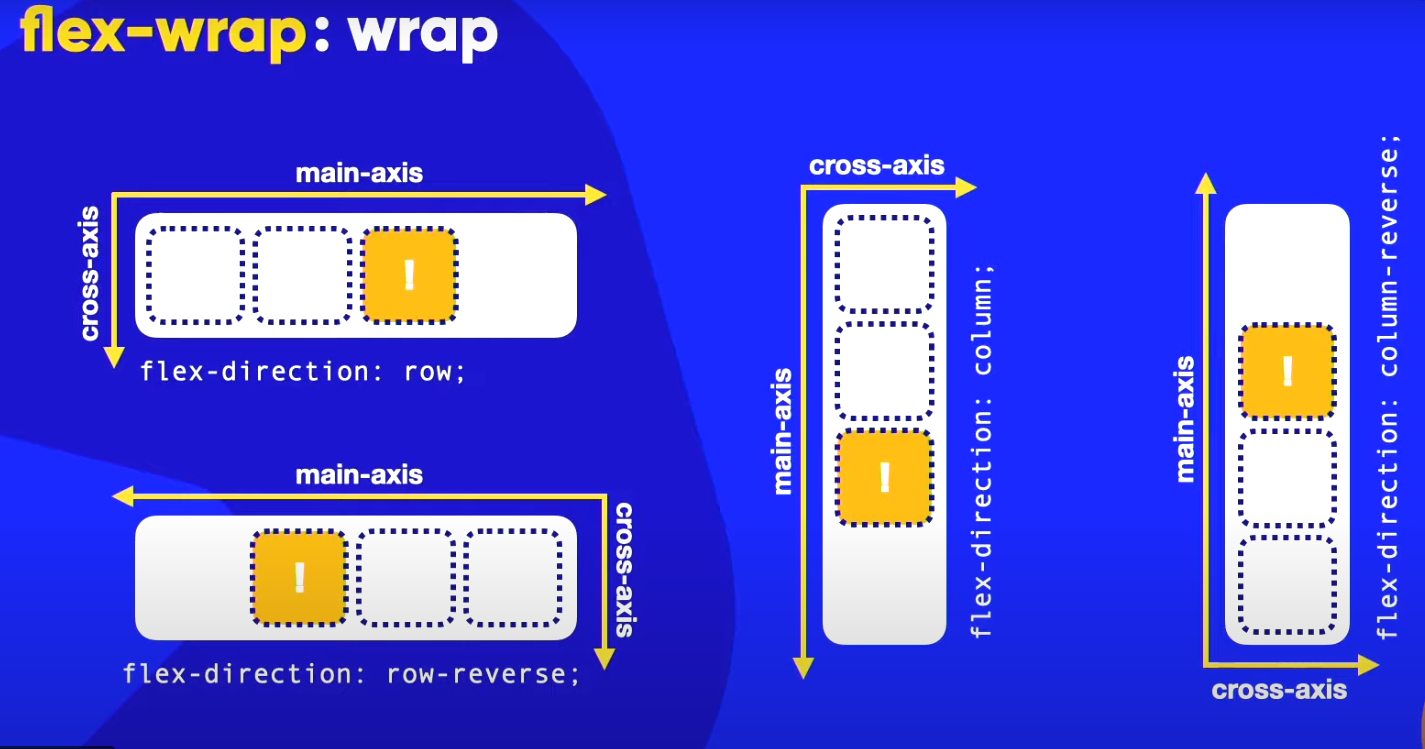 flex-wrap: wrap
main-axis
cross-axis
!
flex-direction: row;
main-axis
cross-axis
!
flex-direction: row-reverse;
cross-axis
main-axis
!
flex-direction: column;
main-axis
!
cross-axis
flex-direction: column-reverse;